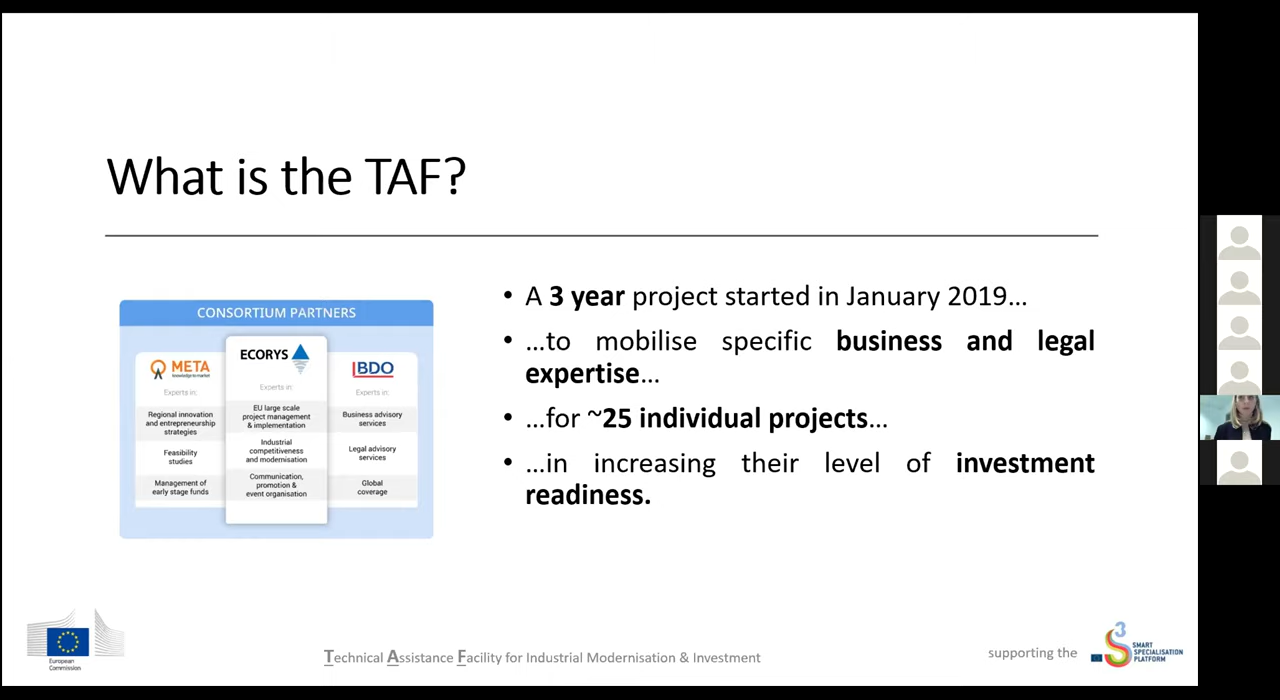 What is the TAF?
CONSORTIUM PARTNERS
META
knowledge to market
Experts in:
Regional innovation
and entrepreneurship
strategies
Feasibility
studies
Management of
early stage funds
ECORYS
Experts in:
EU large scale
project management
& implementation
Industrial
competitiveness
and modernisation
Communication,
promotion &
event organisation
BDO
Experts in:
Business advisory
services
Legal advisory
services
Global
coverage
• A 3 year project started in January 2019...
• ...to mobilise specific business and legal
expertise...
• ...for ~25 individual projects...
• ...in increasing their level of investment
readiness.
European
Commission
Technical Assistance Facility for Industrial Modernisation & Investment
supporting the
S3
SMART
SPECIALISATION
PLATFORM